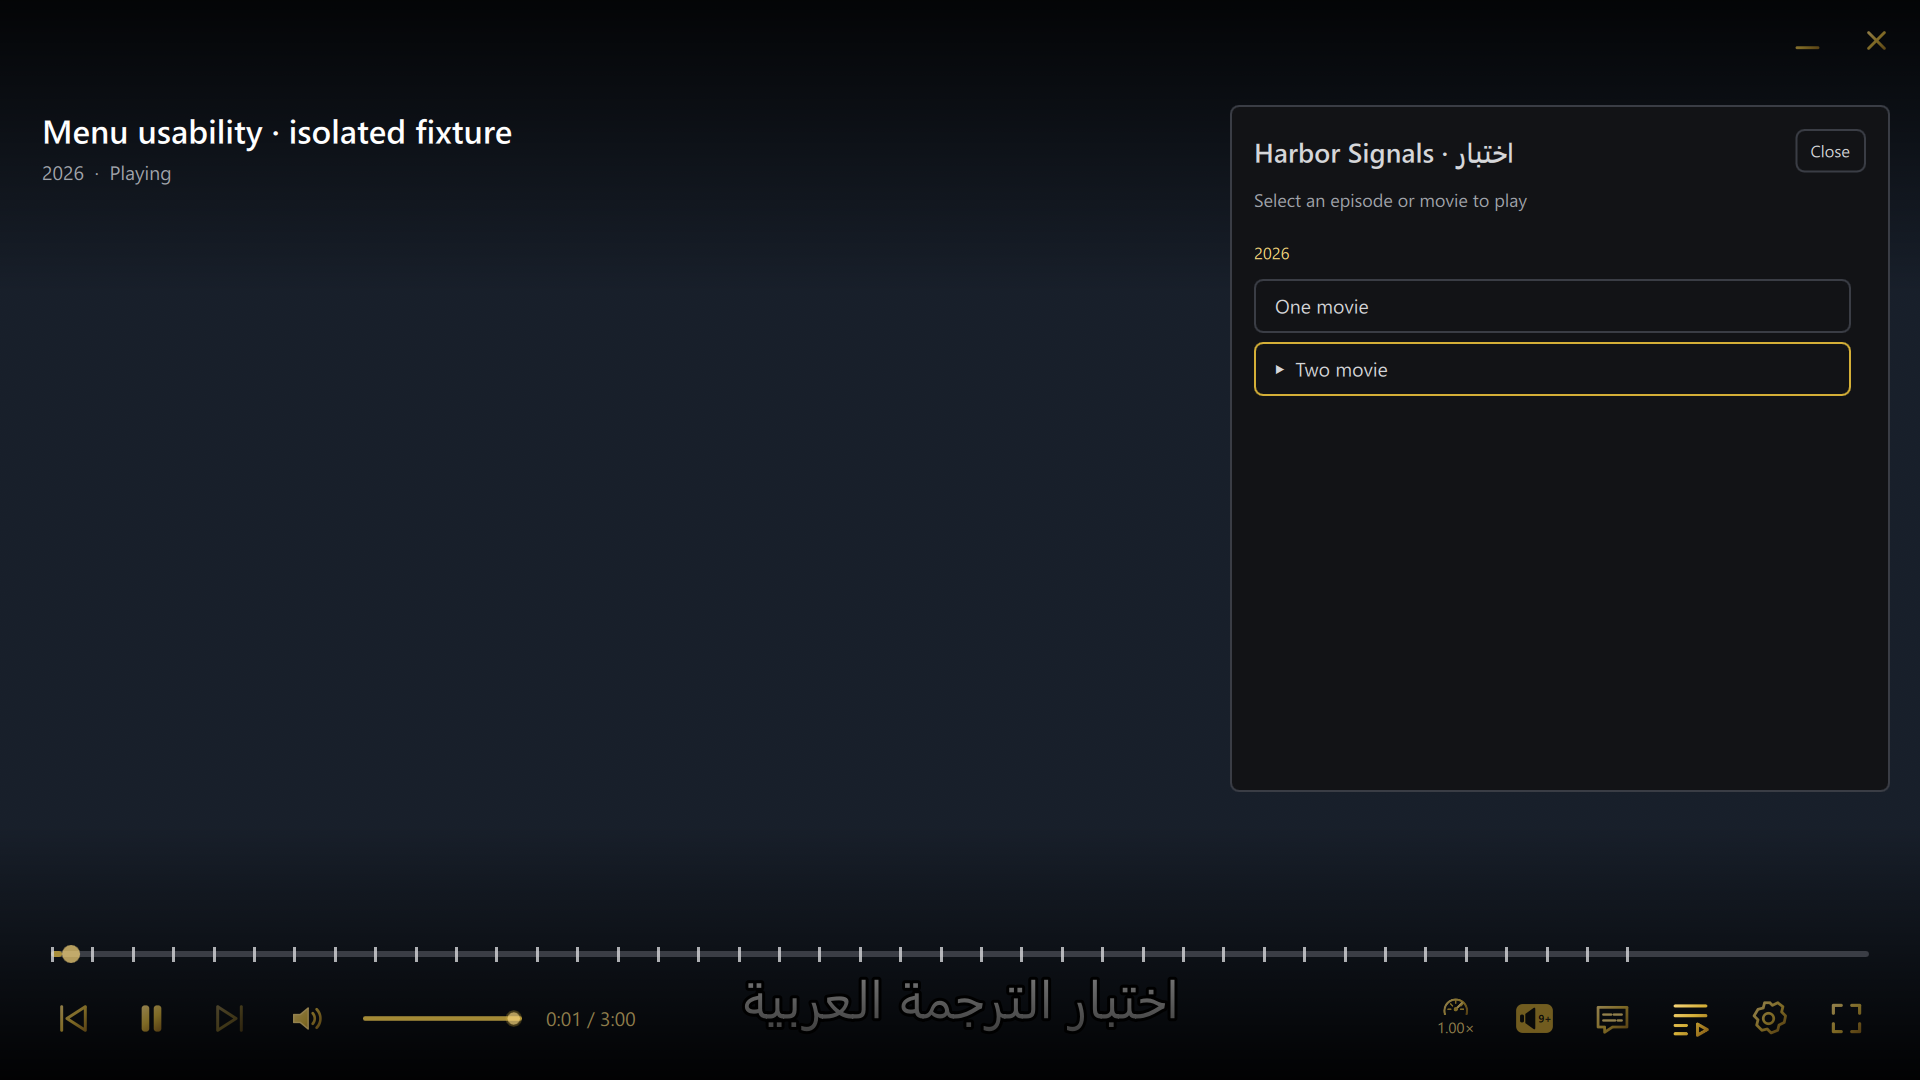 Menu usability · isolated fixture
2026 · Playing
Harbor Signals · اختبار
Close
Select an episode or movie to play
2026
One movie
Two movie
اختبار الترجمة العربية
0:01 / 3:00
1.00×
9+